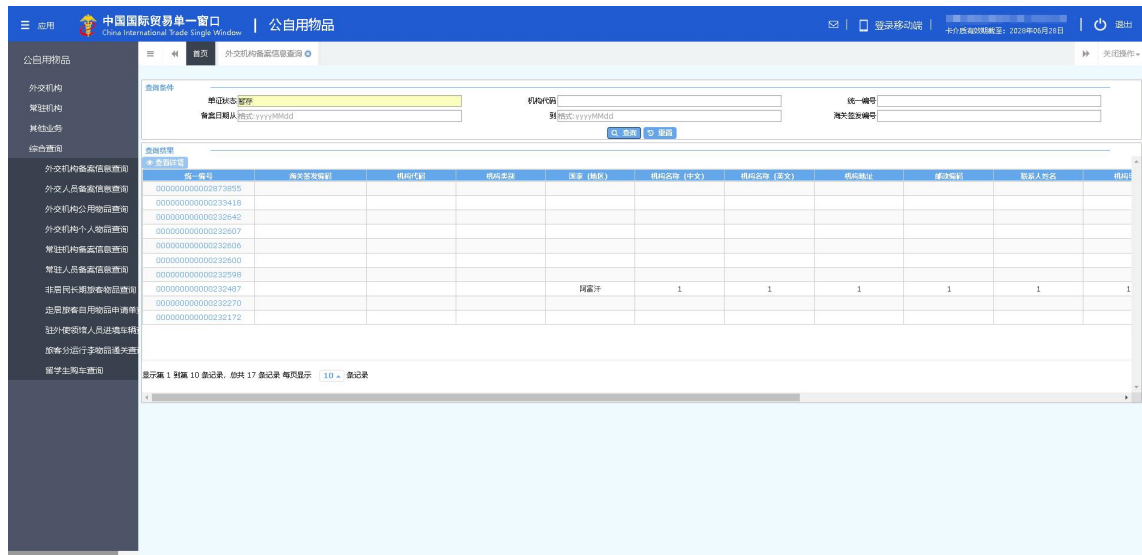 应用 中国国际贸易单一窗口 公自用物品 登录移动端 退出
China International Trade Single Window 卡介质有效期截至：2028年06月28日
公自用物品 首页 外交机构备案信息查询 关闭操作
外交机构
常驻机构
其他业务
综合查询
外交机构备案信息查询
外交人员备案信息查询
外交机构公用物品查询
外交机构个人物品查询
常驻机构备案信息查询
常驻人员备案信息查询
非居民长期旅客物品查询
定居旅客自用物品申请单
驻外使领馆人员进境车辆
旅客分运行李物品通关查
留学生购车查询
查询条件
单证状态 暂存 机构代码 统一编号
备案日期从 格式:yyyyMMdd 到 格式:yyyyMMdd 海关签发编号
查询 重置
查询结果
查看详细
统一编号 海关签发编码 机构代码 机构类别 国家（地区） 机构名称（中文） 机构名称（英文） 机构地址 邮政编码 联系人姓名
000000000002873855
000000000000233418
000000000000232642
000000000000232607
000000000000232606
000000000000232600
000000000000232598
000000000000232487 阿富汗 1 1 1 1 1 1
000000000000232270
000000000000232172
显示第 1 到第 10 条记录，总共 17 条记录 每页显示 10 条记录